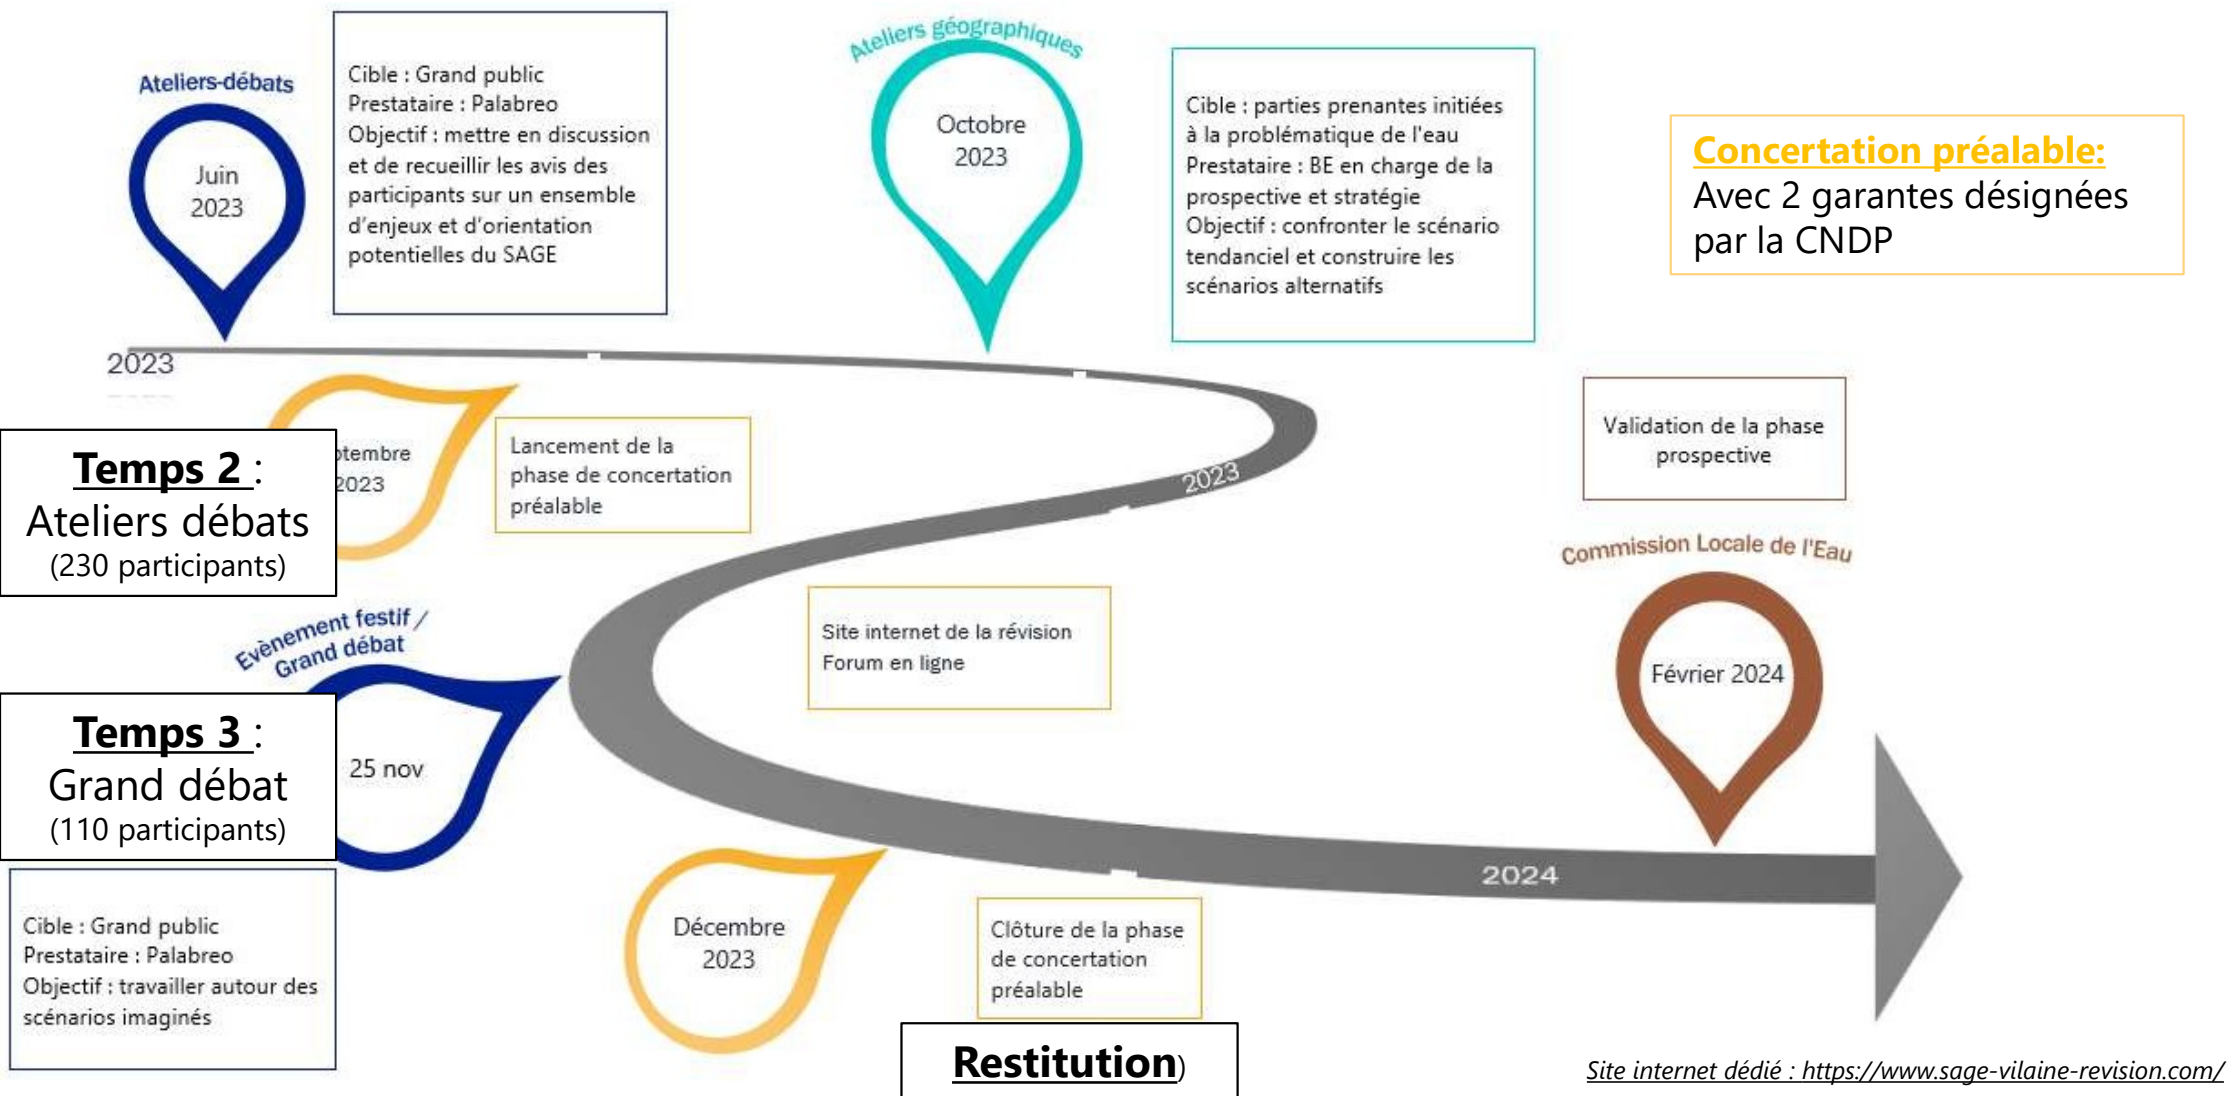 Ateliers-débats
Juin
2023
Cible : Grand public
Prestataire : Palabreo
Objectif : mettre en discussion
et de recueillir les avis des
participants sur un ensemble
d'enjeux et d'orientation
potentielles du SAGE
Ateliers géographiques
Octobre
2023
Cible : parties prenantes initiées
à la problématique de l'eau
Prestataire : BE en charge de la
prospective et stratégie
Objectif : confronter le scénario
tendanciel et construire les
scénarios alternatifs
Concertation préalable:
Avec 2 garantes désignées
par la CNDP
2023
Temps 2 :
Ateliers débats
(230 participants)
ptembre
2023
Lancement de la
phase de concertation
préalable
2023
Validation de la phase
prospective
Commission Locale de l'Eau
Février 2024
Site internet de la révision
Forum en ligne
Evènement festif /
Grand débat
Temps 3 :
Grand débat
(110 participants)
25 nov
Cible : Grand public
Prestataire : Palabreo
Objectif : travailler autour des
scénarios imaginés
Décembre
2023
2024
Clôture de la phase
de concertation
préalable
Restitution)
Site internet dédié : https://www.sage-vilaine-revision.com/